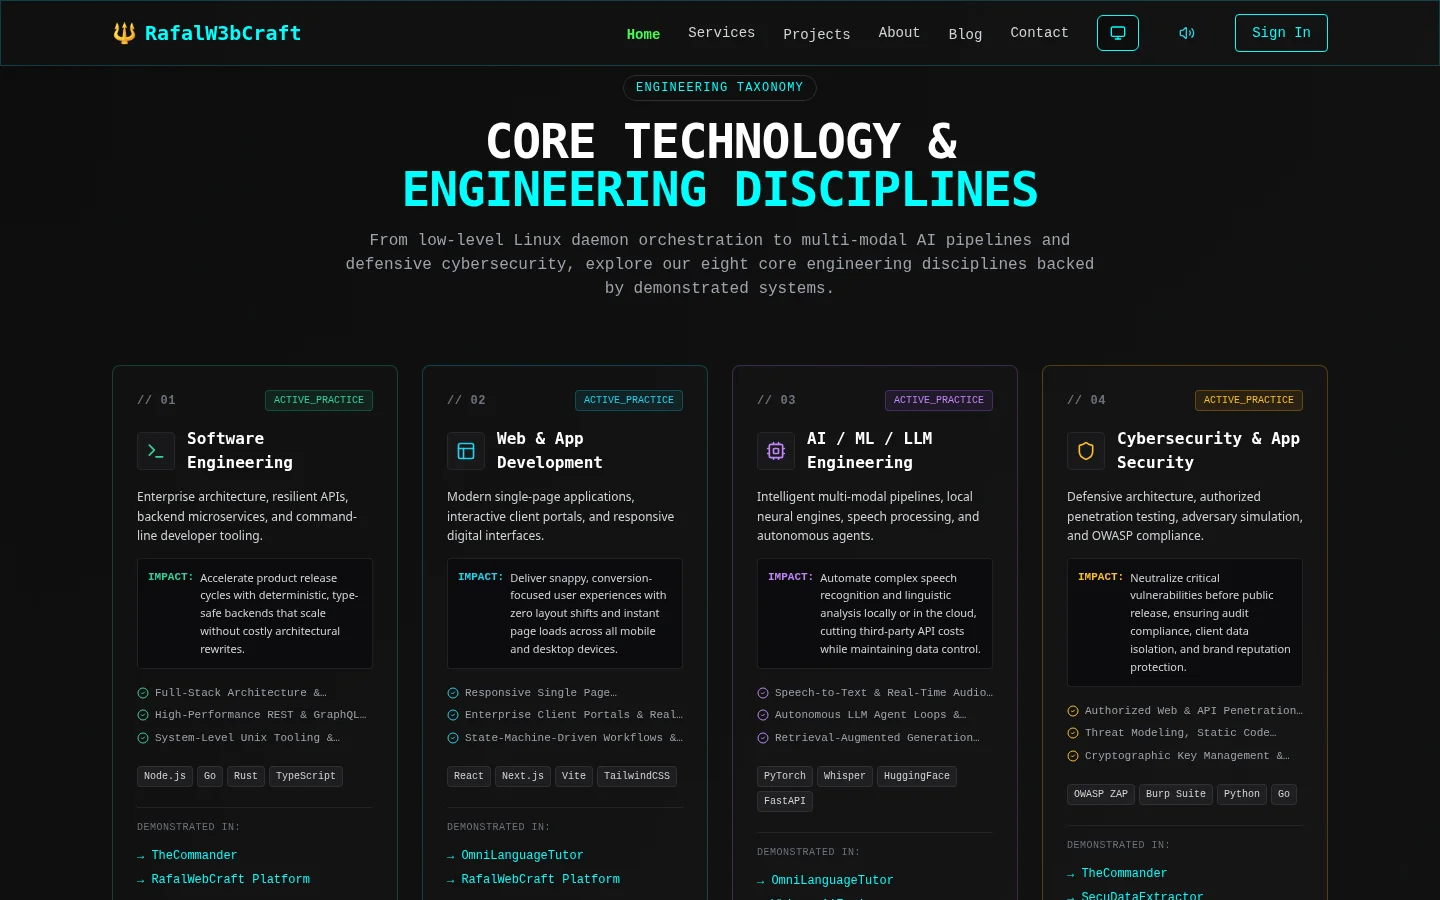 🔱 RafalW3bCraft
Home Services Projects About Blog Contact Sign In
ENGINEERING TAXONOMY
CORE TECHNOLOGY &
ENGINEERING DISCIPLINES
From low-level Linux daemon orchestration to multi-modal AI pipelines and
defensive cybersecurity, explore our eight core engineering disciplines backed
by demonstrated systems.
// 01 ACTIVE_PRACTICE
Software
Engineering
Enterprise architecture, resilient APIs,
backend microservices, and command-
line developer tooling.
IMPACT: Accelerate product release
cycles with deterministic, type-
safe backends that scale
without costly architectural
rewrites.
Full-Stack Architecture &…
High-Performance REST & GraphQL…
System-Level Unix Tooling &…
Node.js Go Rust TypeScript
DEMONSTRATED IN:
→ TheCommander
→ RafalWebCraft Platform
// 02 ACTIVE_PRACTICE
Web & App
Development
Modern single-page applications,
interactive client portals, and responsive
digital interfaces.
IMPACT: Deliver snappy, conversion-
focused user experiences with
zero layout shifts and instant
page loads across all mobile
and desktop devices.
Responsive Single Page…
Enterprise Client Portals & Real…
State-Machine-Driven Workflows &…
React Next.js Vite TailwindCSS
DEMONSTRATED IN:
→ OmniLanguageTutor
→ RafalWebCraft Platform
// 03 ACTIVE_PRACTICE
AI / ML / LLM
Engineering
Intelligent multi-modal pipelines, local
neural engines, speech processing, and
autonomous agents.
IMPACT: Automate complex speech
recognition and linguistic
analysis locally or in the cloud,
cutting third-party API costs
while maintaining data control.
Speech-to-Text & Real-Time Audio…
Autonomous LLM Agent Loops &…
Retrieval-Augmented Generation…
PyTorch Whisper HuggingFace
FastAPI
DEMONSTRATED IN:
→ OmniLanguageTutor
// 04 ACTIVE_PRACTICE
Cybersecurity & App
Security
Defensive architecture, authorized
penetration testing, adversary simulation,
and OWASP compliance.
IMPACT: Neutralize critical
vulnerabilities before public
release, ensuring audit
compliance, client data
isolation, and brand reputation
protection.
Authorized Web & API Penetration…
Threat Modeling, Static Code…
Cryptographic Key Management &…
OWASP ZAP Burp Suite Python Go
DEMONSTRATED IN:
→ TheCommander
→ SecuDataExtractor